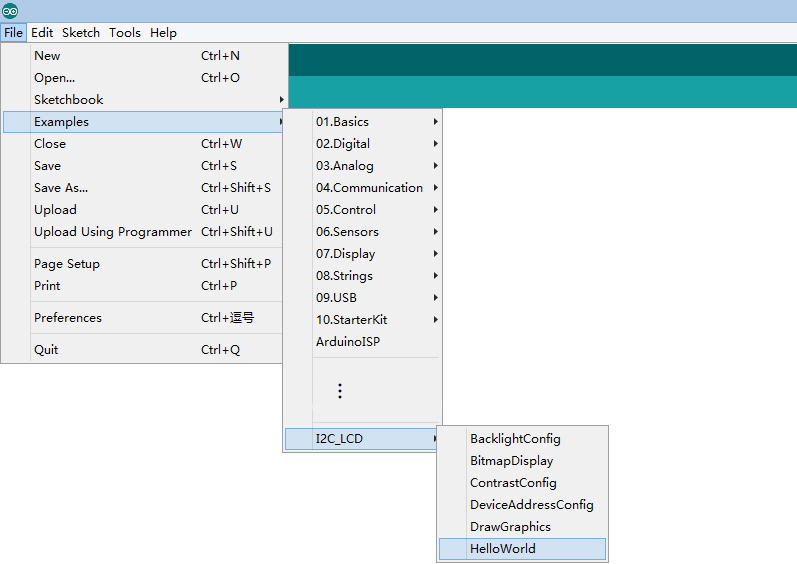 File Edit Sketch Tools Help
New Ctrl+N
Open... Ctrl+O
Sketchbook
Examples
Close Ctrl+W
Save Ctrl+S
Save As... Ctrl+Shift+S
Upload Ctrl+U
Upload Using Programmer Ctrl+Shift+U
Page Setup Ctrl+Shift+P
Print Ctrl+P
Preferences Ctrl+逗号
Quit Ctrl+Q
01.Basics
02.Digital
03.Analog
04.Communication
05.Control
06.Sensors
07.Display
08.Strings
09.USB
10.StarterKit
ArduinoISP
I2C_LCD
BacklightConfig
BitmapDisplay
ContrastConfig
DeviceAddressConfig
DrawGraphics
HelloWorld